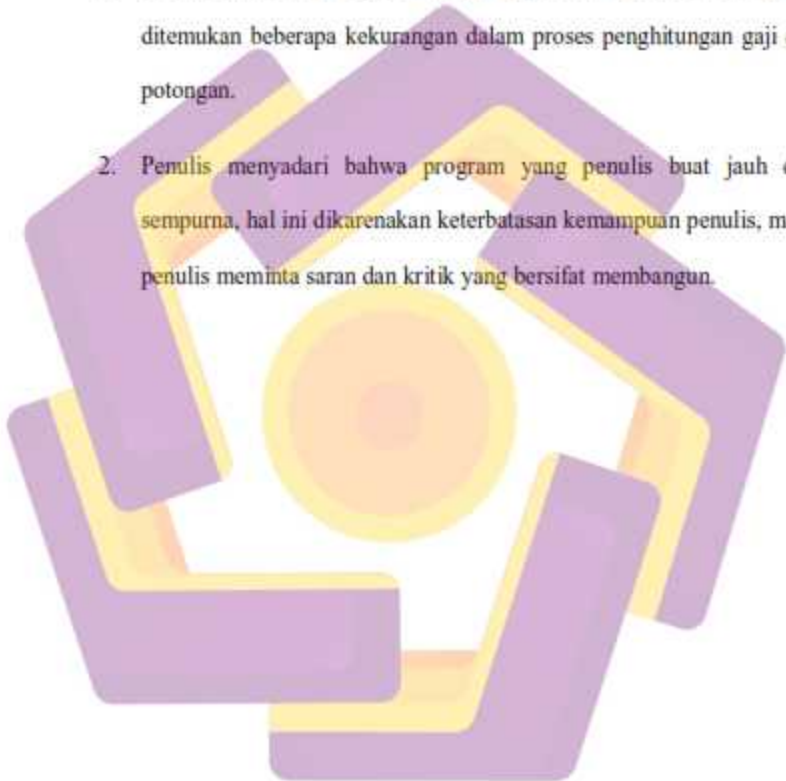 ditemukan beberapa kekurangan dalam proses penghitungan gaji
potongan.
2. Penulis menyadari bahwa program yang penulis buat jauh
sempurna, hal ini dikarenakan keterbatasan kemampuan penulis,
penulis meminta saran dan kritik yang bersifat membangun.